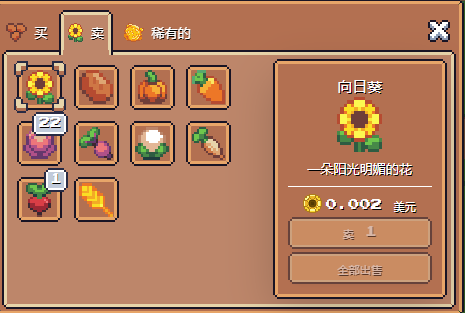 买
卖
稀有的
22
1
向日葵
一朵阳光明媚的花
0.002 美元
卖 1
全部出售